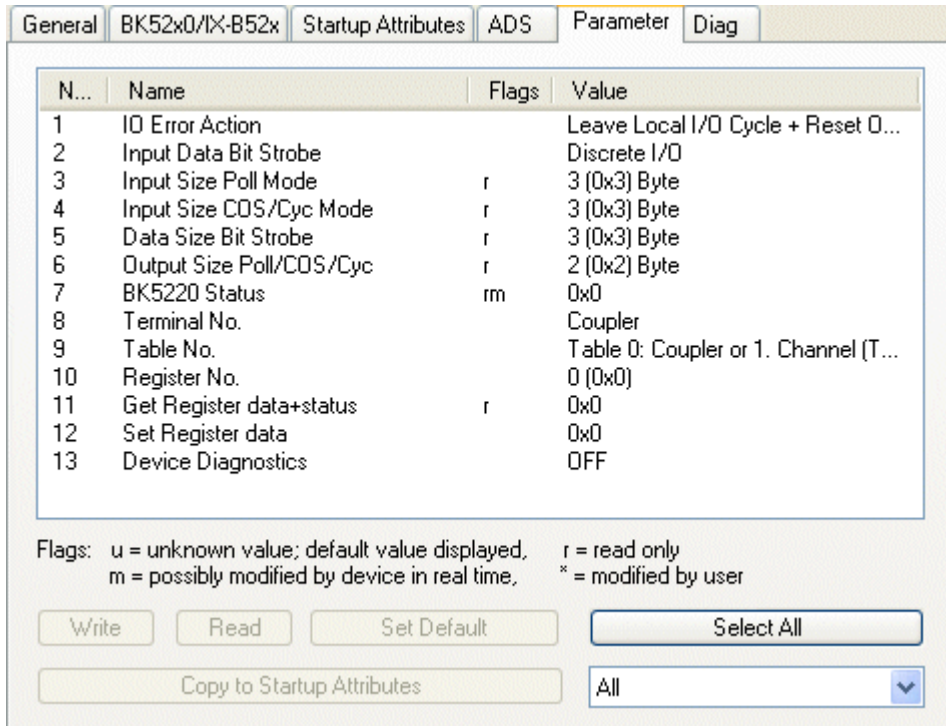 General BK52x0/IX-B52x Startup Attributes ADS Parameter Diag
N... Name Flags Value
1 IO Error Action Leave Local I/O Cycle + Reset O...
2 Input Data Bit Strobe Discrete I/O
3 Input Size Poll Mode r 3 (0x3) Byte
4 Input Size COS/Cyc Mode r 3 (0x3) Byte
5 Data Size Bit Strobe r 3 (0x3) Byte
6 Output Size Poll/COS/Cyc r 2 (0x2) Byte
7 BK5220 Status rm 0x0
8 Terminal No. Coupler
9 Table No. Table 0: Coupler or 1. Channel (T...
10 Register No. 0 (0x0)
11 Get Register data+status r 0x0
12 Set Register data 0x0
13 Device Diagnostics OFF
Flags: u = unknown value; default value displayed, r = read only
m = possibly modified by device in real time, * = modified by user
Write Read Set Default Select All
Copy to Startup Attributes All